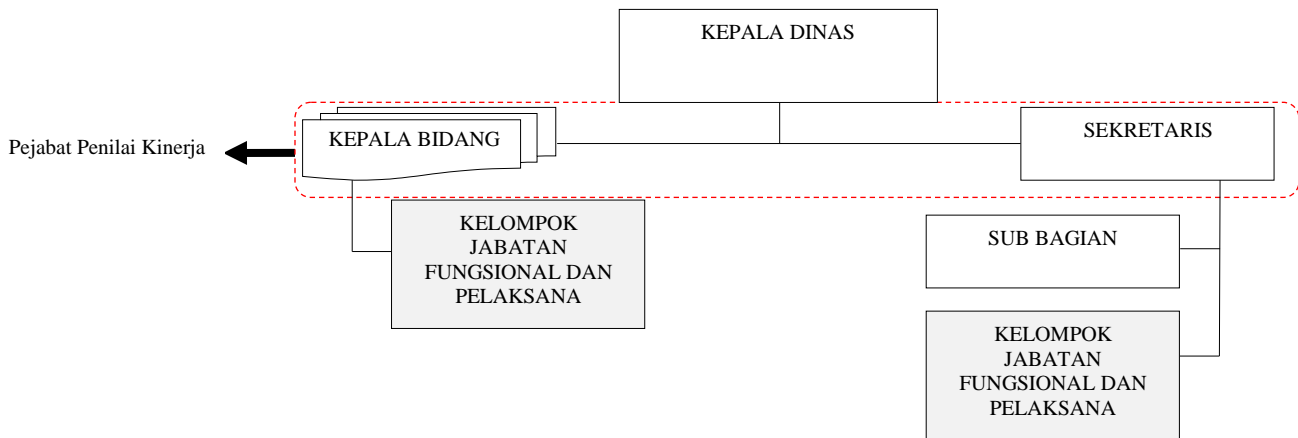 KEPALA DINAS
Pejabat Penilai Kinerja
KEPALA BIDANG
SEKRETARIS
KELOMPOK
JABATAN
FUNGSIONAL DAN
PELAKSANA
SUB BAGIAN
KELOMPOK
JABATAN
FUNGSIONAL DAN
PELAKSANA